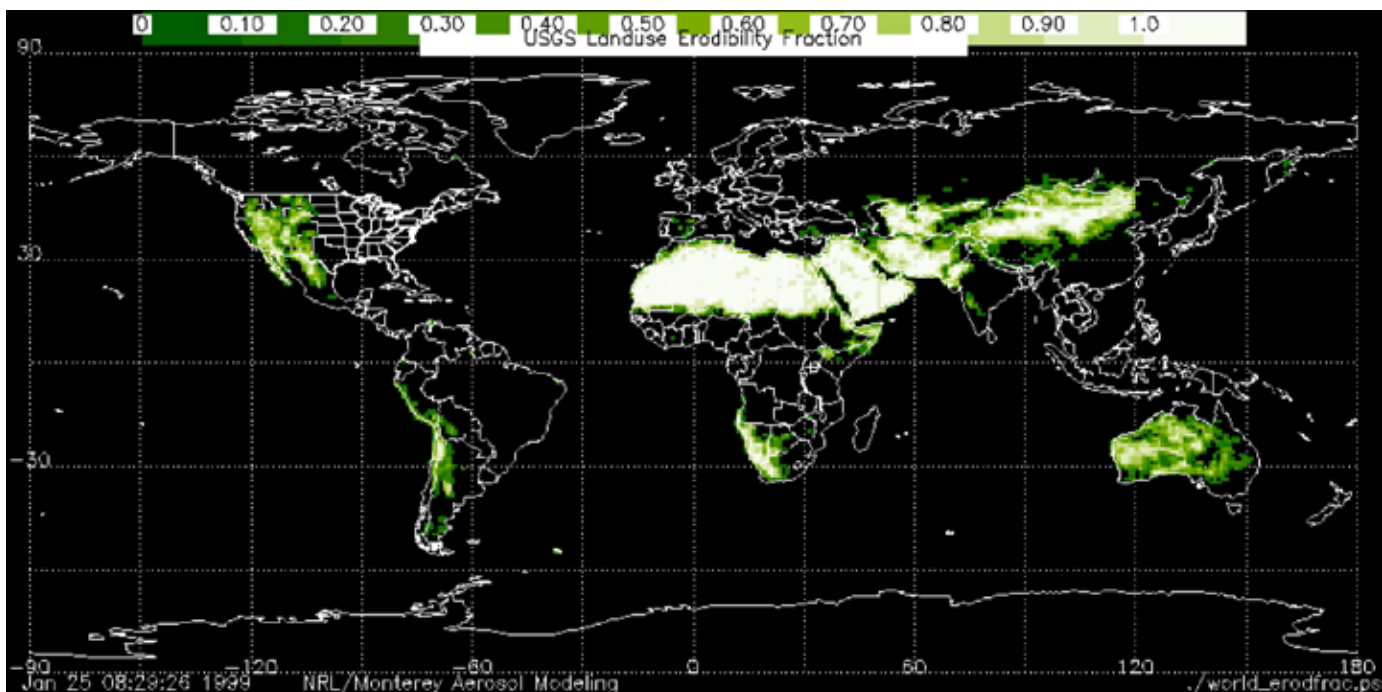 0 0.10 0.20 0.30 0.40 0.50 0.60 0.70 0.80 0.90 1.0
USGS Landuse Erodibility Fraction
90
30
-30
-90 -120 -60 0 60 120 180
Jan 25 08:29:26 1999 NRL/Monterey Aerosol Modeling ./world_erodfrac.ps